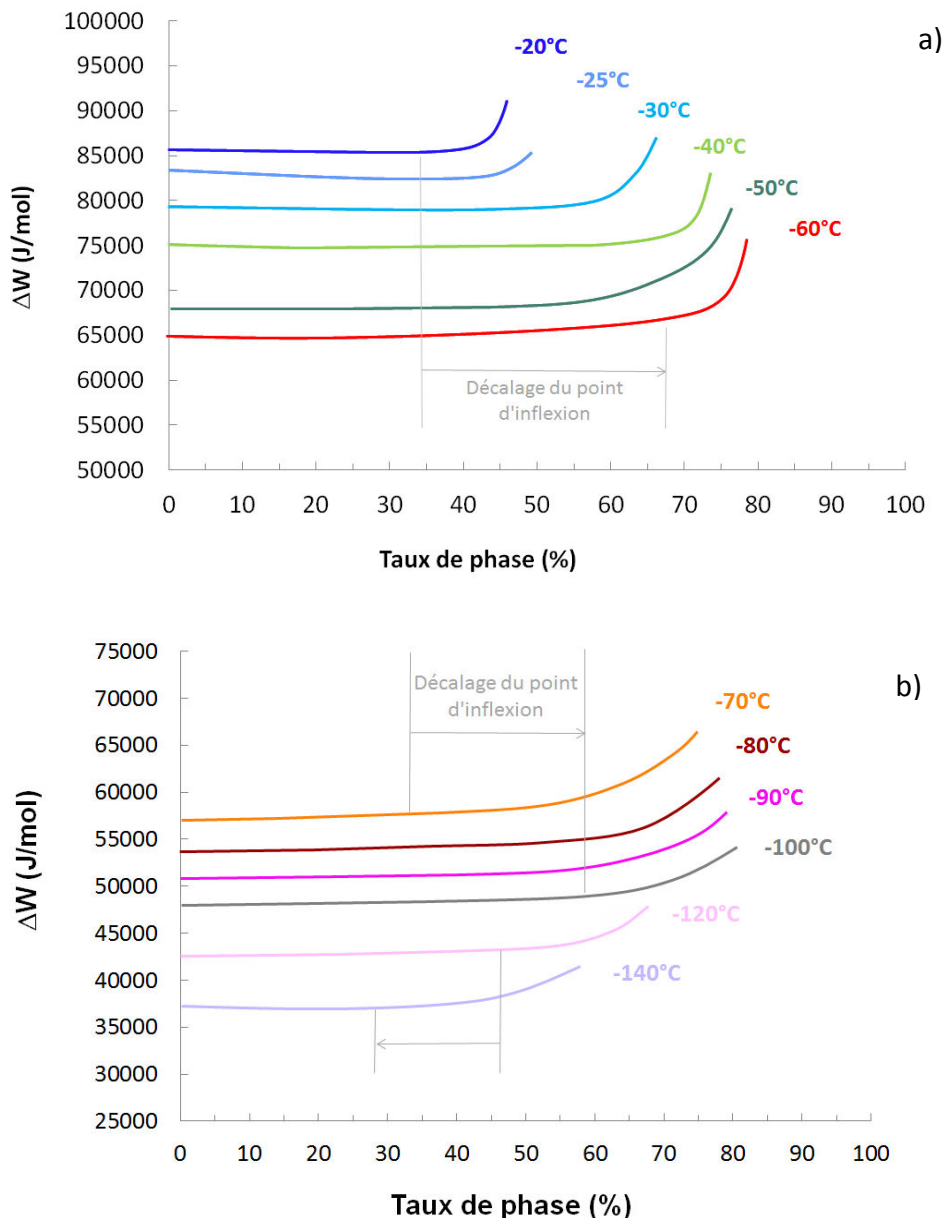 a)
100000
95000
90000
85000
80000
75000
70000
65000
60000
55000
50000
ΔW (J/mol)
-20°C
-25°C
-30°C
-40°C
-50°C
-60°C
Décalage du point
d'inflexion
0 10 20 30 40 50 60 70 80 90 100
Taux de phase (%)
b)
75000
70000
65000
60000
55000
50000
45000
40000
35000
30000
25000
ΔW (J/mol)
Décalage du point
d'inflexion
-70°C
-80°C
-90°C
-100°C
-120°C
-140°C
0 10 20 30 40 50 60 70 80 90 100
Taux de phase (%)